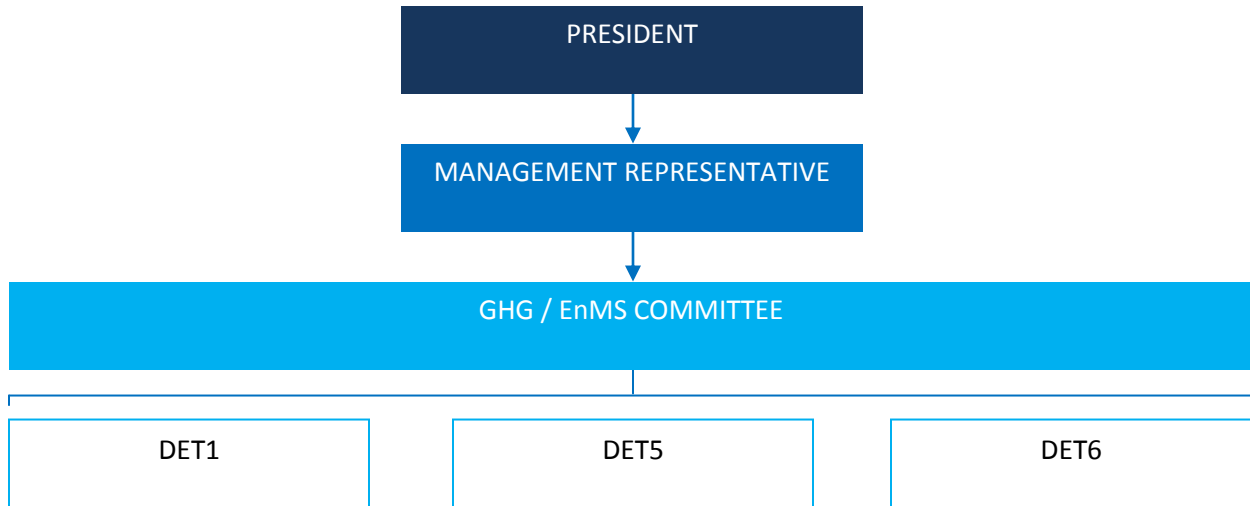 PRESIDENT
MANAGEMENT REPRESENTATIVE
GHG / EnMS COMMITTEE
DET1
DET5
DET6